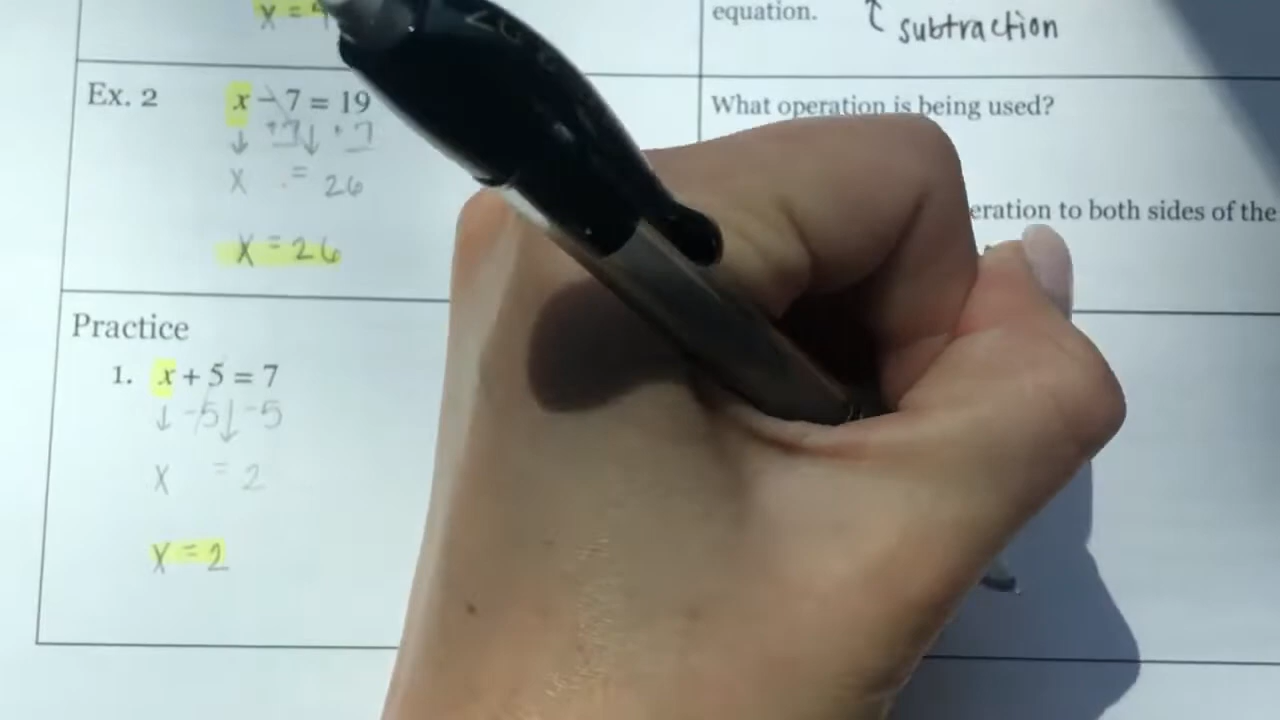 x =
equation.
subtraction
Ex. 2 x - 7 = 19
↓ +7 ↓ +7
x = 26
x = 26
What operation is being used?
eration to both sides of the
Practice
1. x + 5 = 7
↓ -5 ↓ -5
x = 2
x = 2